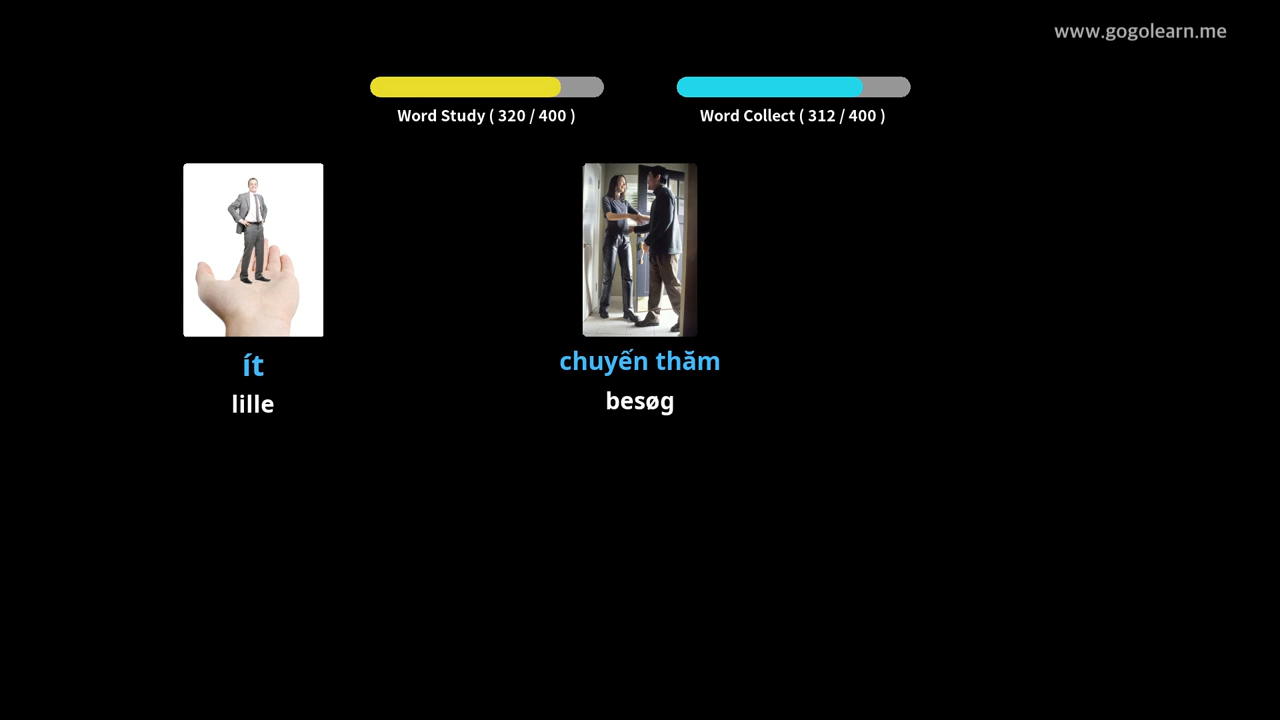 www.gogolearn.me
Word Study ( 320 / 400 )
Word Collect ( 312 / 400 )
ít
lille
chuyến thăm
besøg